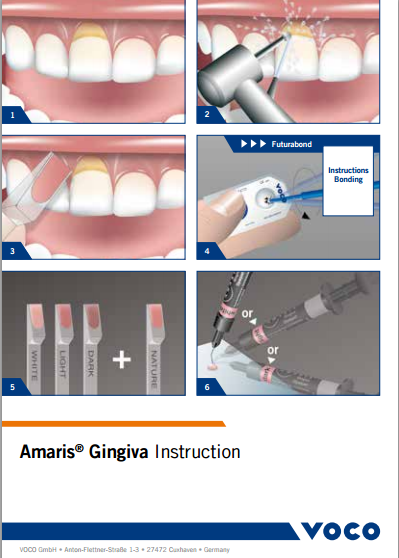 1
2
3
Futurabond
Instructions
Bonding
4
WHITE
LIGHT
DARK
+
NATURE
5
or
or
6
Amaris® Gingiva Instruction
VOCO GmbH • Anton-Flettner-Straße 1-3 • 27472 Cuxhaven • Germany
VOCO